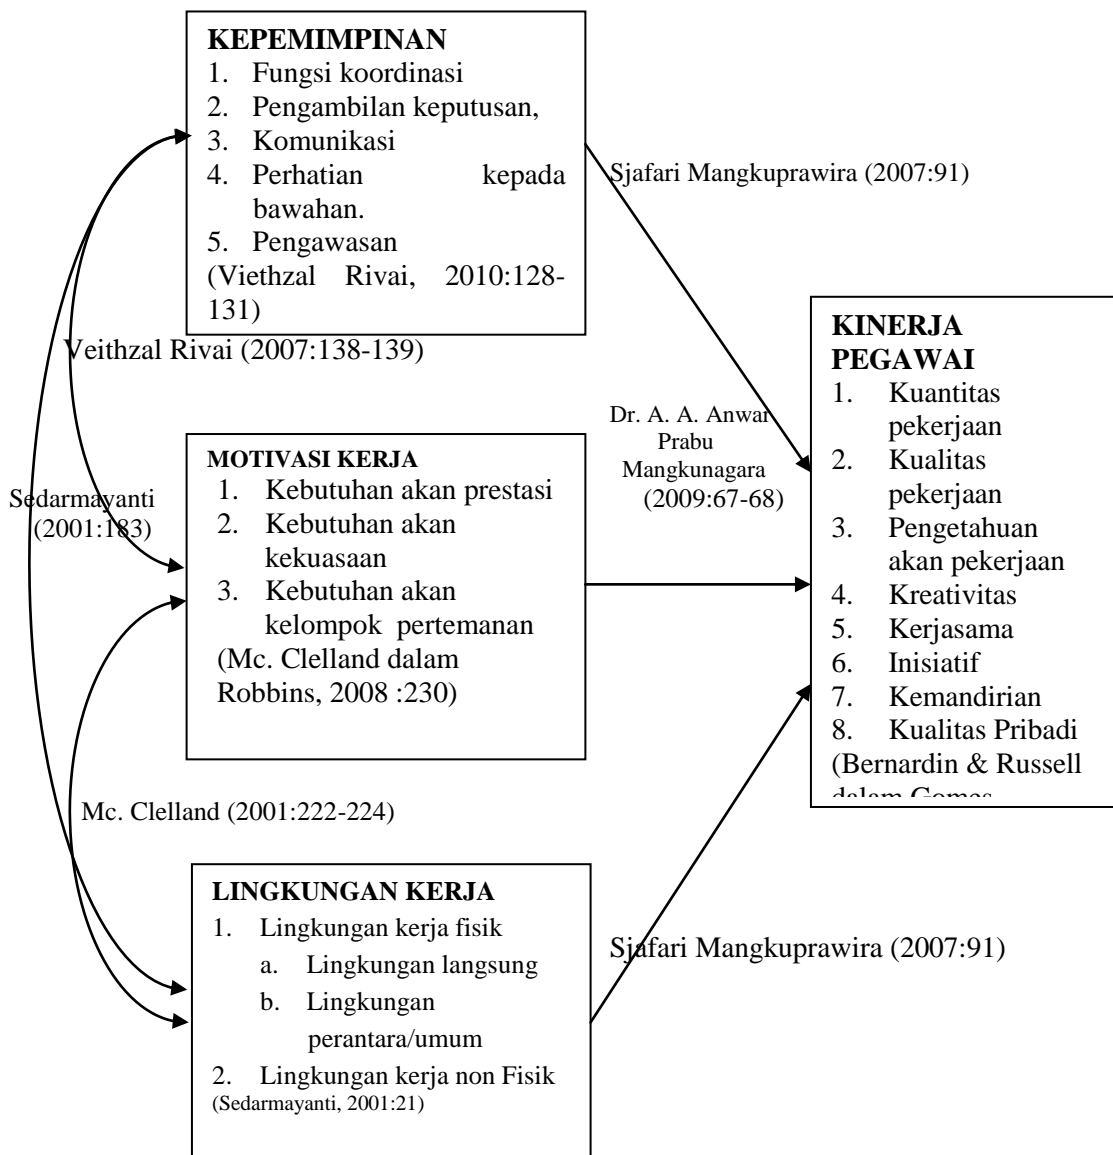 KEPEMIMPINAN
1. Fungsi koordinasi
2. Pengambilan keputusan,
3. Komunikasi
4. Perhatian kepada
bawahan.
5. Pengawasan
(Viethzal Rivai, 2010:128-
131)
Sjafari Mangkuprawira (2007:91)
Veithzal Rivai (2007:138-139)
Sedarmayanti
(2001:183)
MOTIVASI KERJA
1. Kebutuhan akan prestasi
2. Kebutuhan akan
kekuasaan
3. Kebutuhan akan
kelompok pertemanan
(Mc. Clelland dalam
Robbins, 2008 :230)
Dr. A. A. Anwar
Prabu
Mangkunagara
(2009:67-68)
KINERJA
PEGAWAI
1. Kuantitas
pekerjaan
2. Kualitas
pekerjaan
3. Pengetahuan
akan pekerjaan
4. Kreativitas
5. Kerjasama
6. Inisiatif
7. Kemandirian
8. Kualitas Pribadi
(Bernardin & Russell
dalam Gomes
Mc. Clelland (2001:222-224)
LINGKUNGAN KERJA
1. Lingkungan kerja fisik
a. Lingkungan langsung
b. Lingkungan
perantara/umum
2. Lingkungan kerja non Fisik
(Sedarmayanti, 2001:21)
Sjafari Mangkuprawira (2007:91)